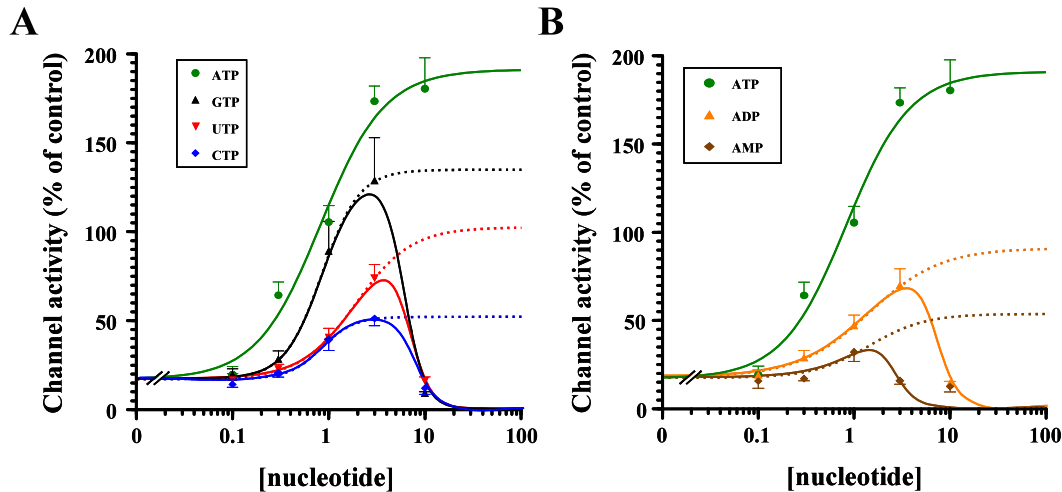 A
Channel activity (% of control)
200
150
100
50
0
ATP
GTP
UTP
CTP
0 0.1 1 10 100
[nucleotide]
B
Channel activity (% of control)
200
150
100
50
0
ATP
ADP
AMP
0 0.1 1 10 100
[nucleotide]